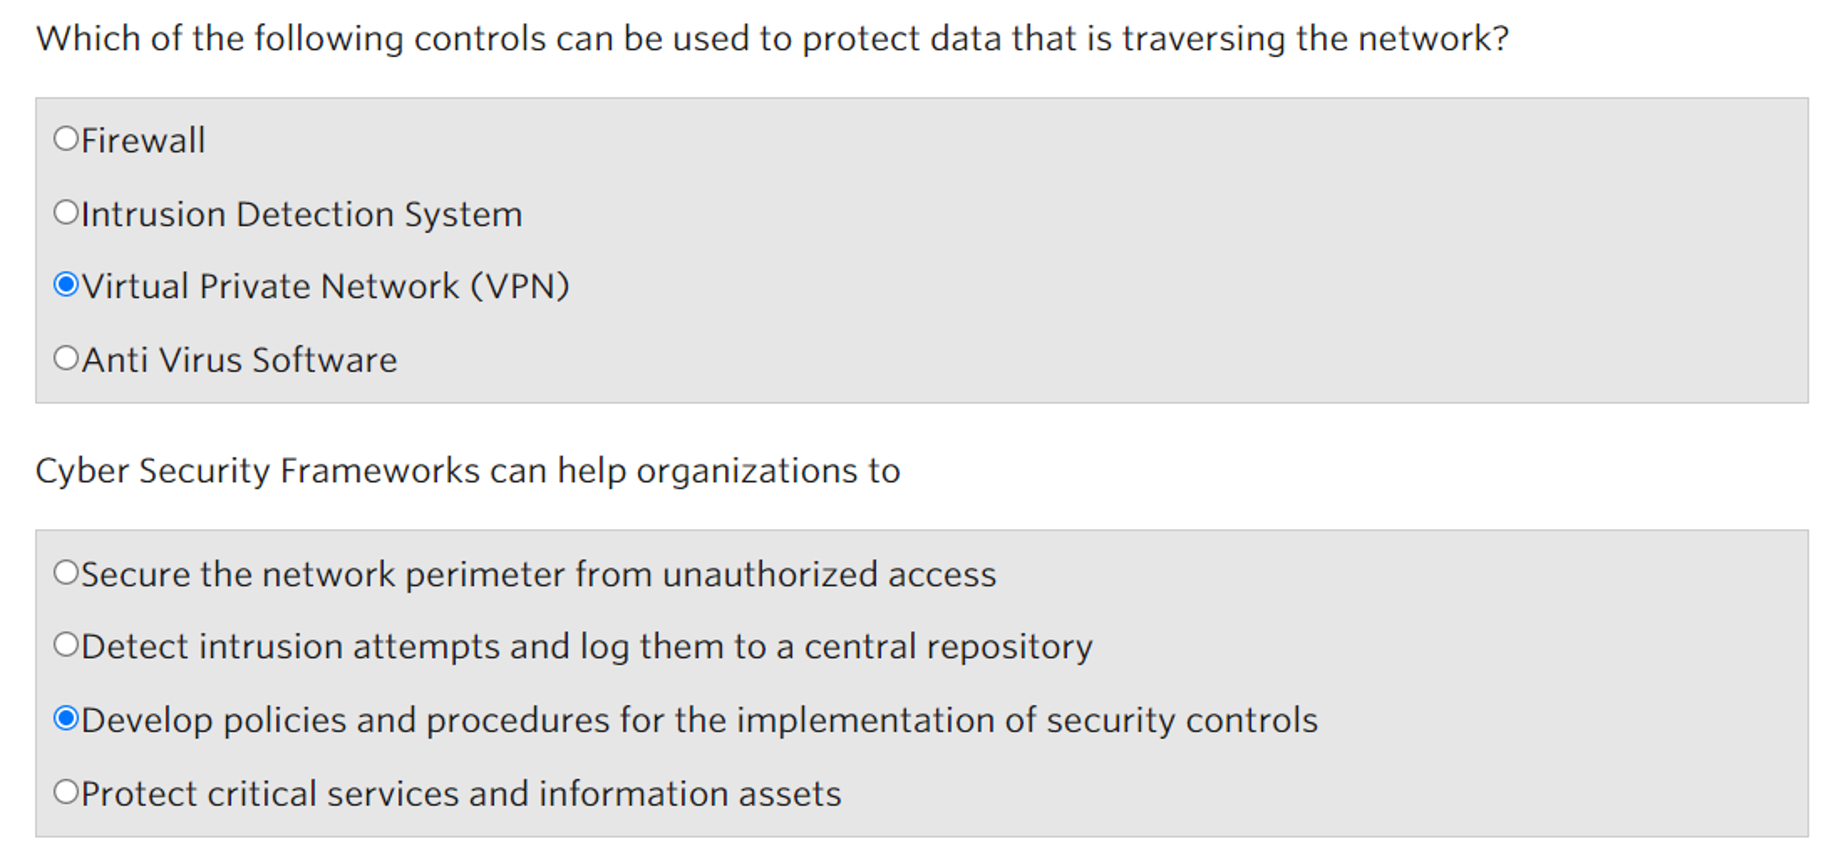 Which of the following controls can be used to protect data that is traversing the network?
Firewall
Intrusion Detection System
Virtual Private Network (VPN)
Anti Virus Software
Cyber Security Frameworks can help organizations to
Secure the network perimeter from unauthorized access
Detect intrusion attempts and log them to a central repository
Develop policies and procedures for the implementation of security controls
Protect critical services and information assets